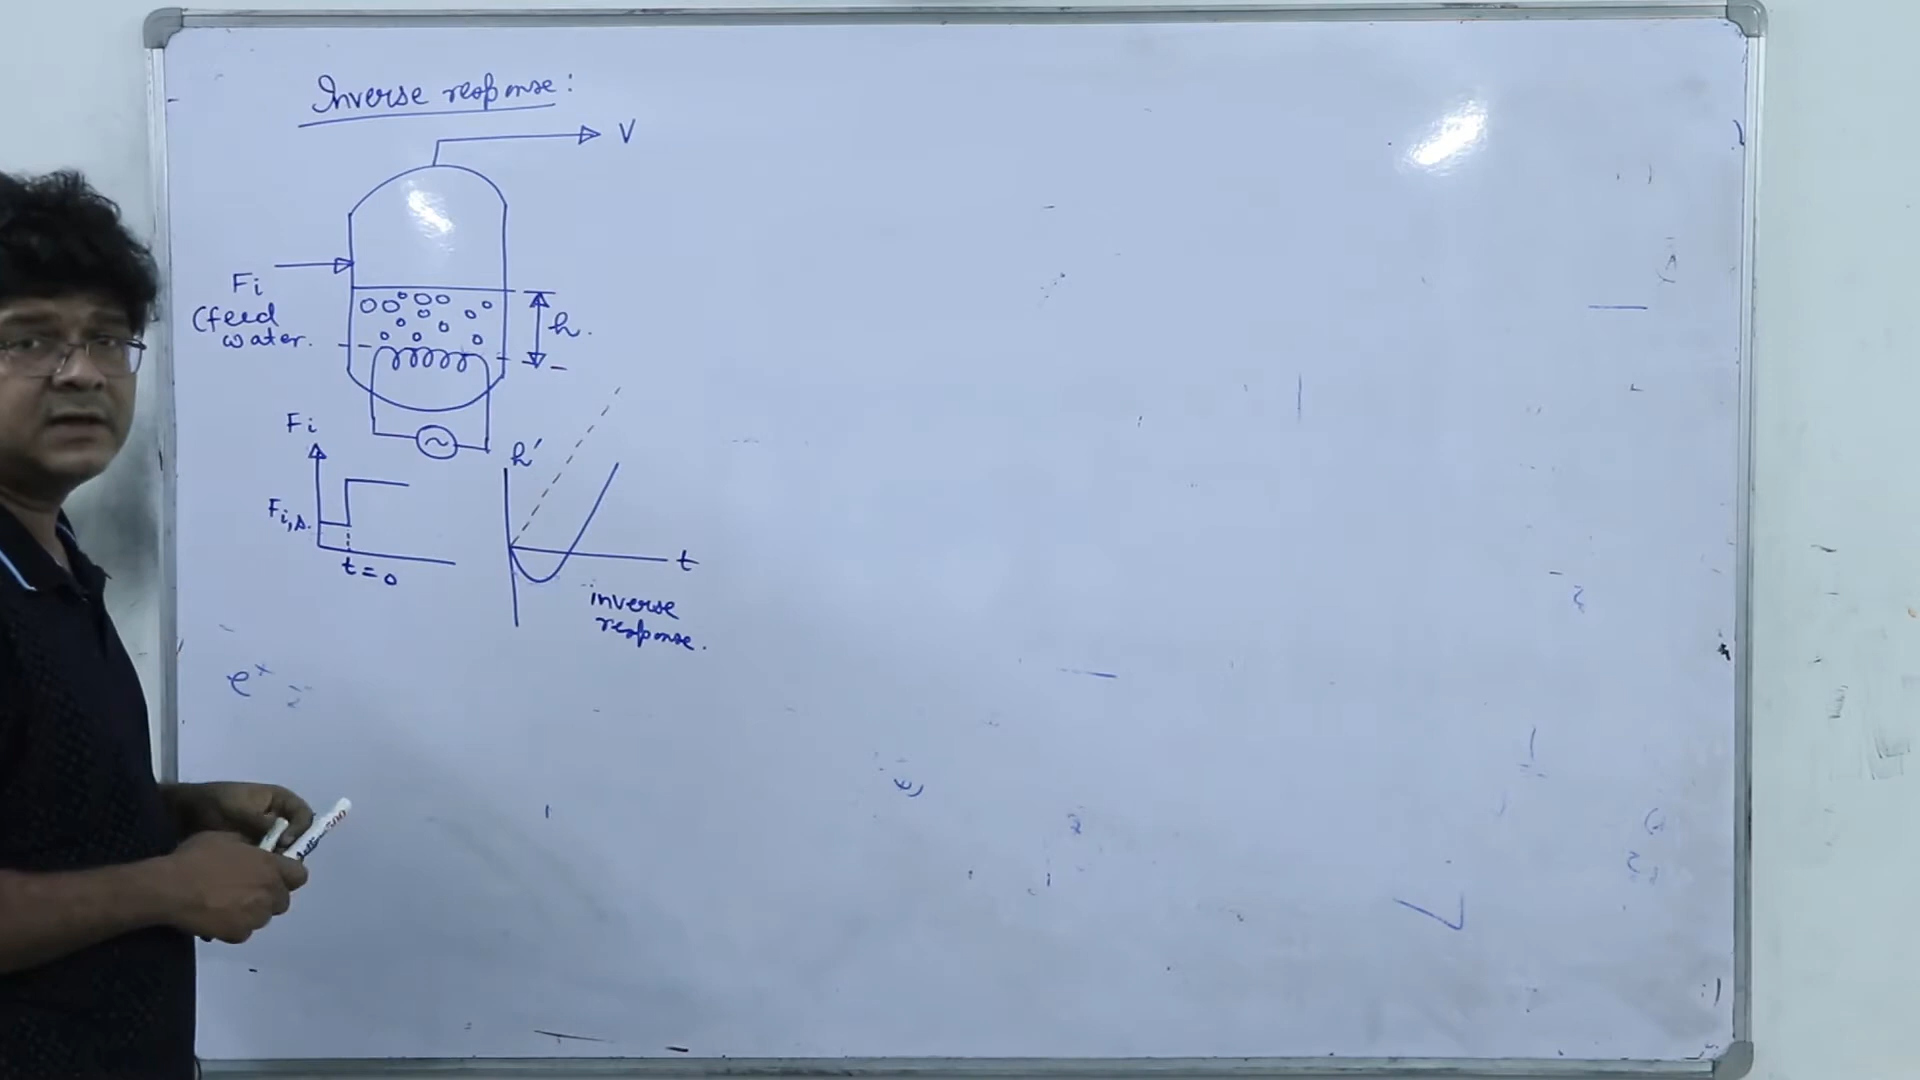 Inverse response:
V
Fi
(feed
water.
h.
Fi
h'
Fi,s.
t
t=0
inverse
response.
e^x